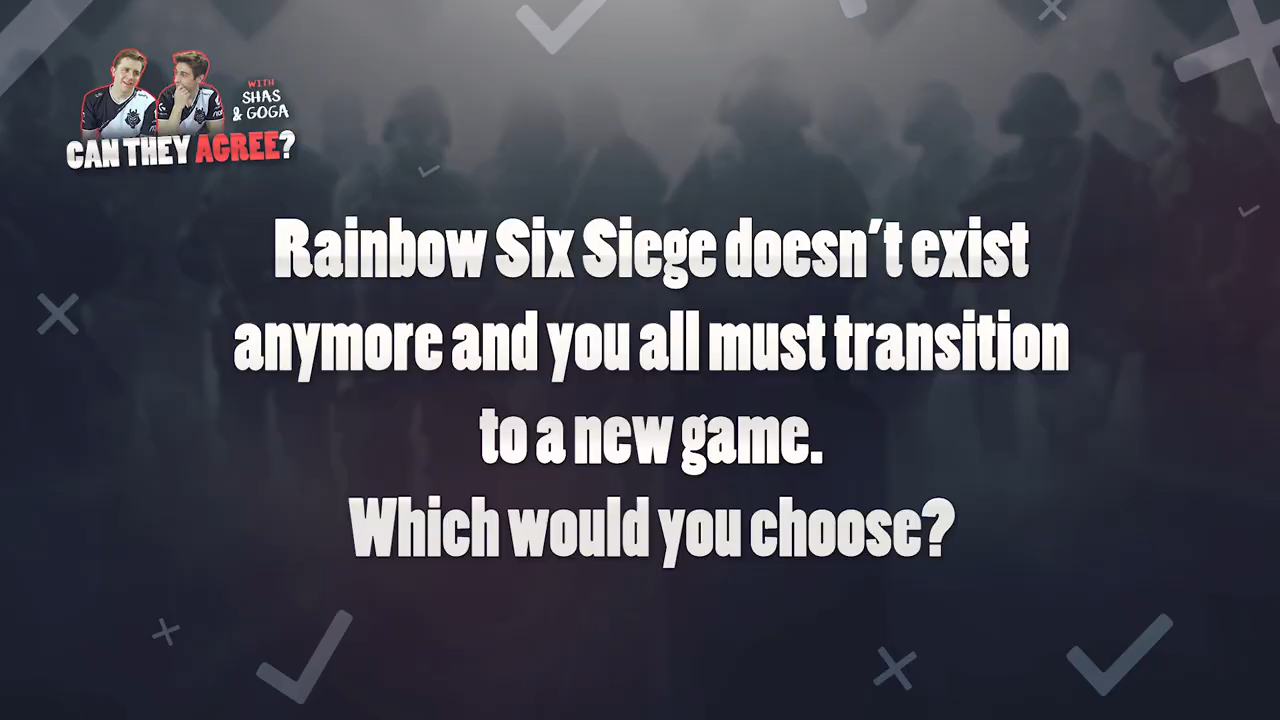 WITH
SHAS
& GOGA
CAN THEY AGREE?
Rainbow Six Siege doesn't exist
anymore and you all must transition
to a new game.
Which would you choose?